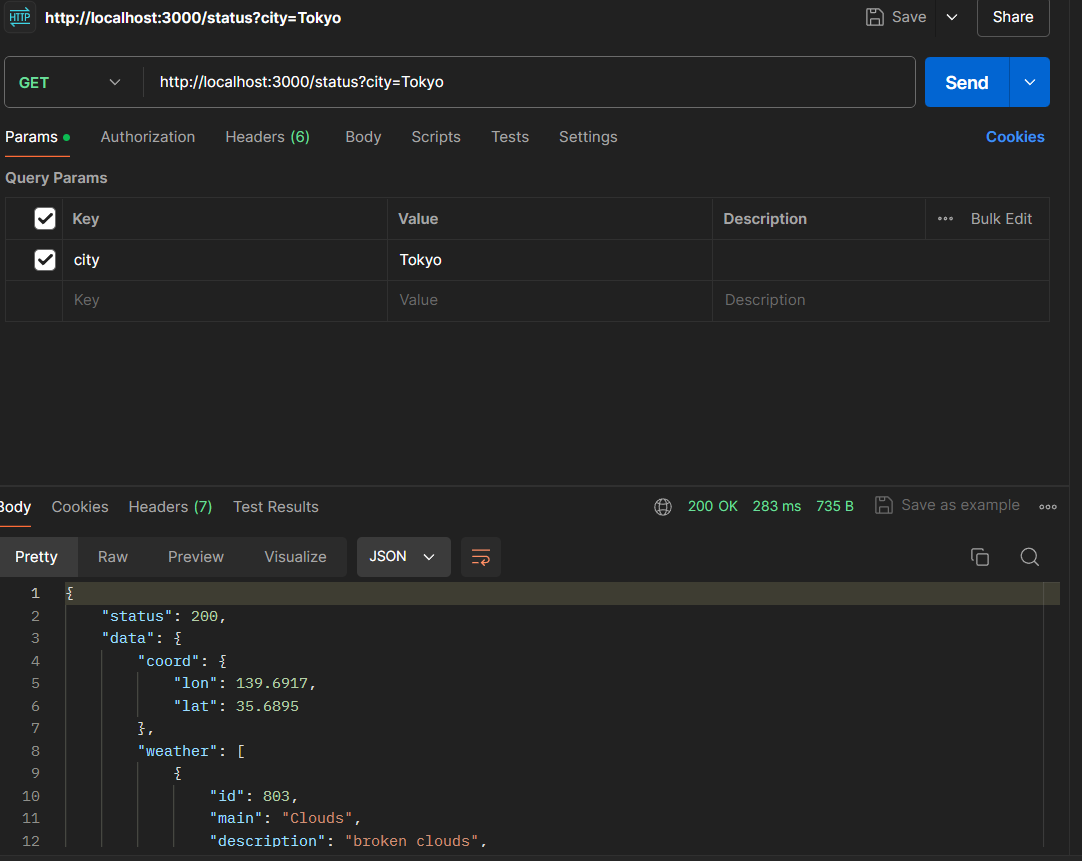 HTTP http://localhost:3000/status?city=Tokyo Save Share
GET http://localhost:3000/status?city=Tokyo Send
Params Authorization Headers (6) Body Scripts Tests Settings Cookies
Query Params
Key Value Description Bulk Edit
city Tokyo
Key Value Description
Body Cookies Headers (7) Test Results 200 OK 283 ms 735 B Save as example
Pretty Raw Preview Visualize JSON
1 {
2 "status": 200,
3 "data": {
4 "coord": {
5 "lon": 139.6917,
6 "lat": 35.6895
7 },
8 "weather": [
9 {
10 "id": 803,
11 "main": "Clouds",
12 "description": "broken clouds",